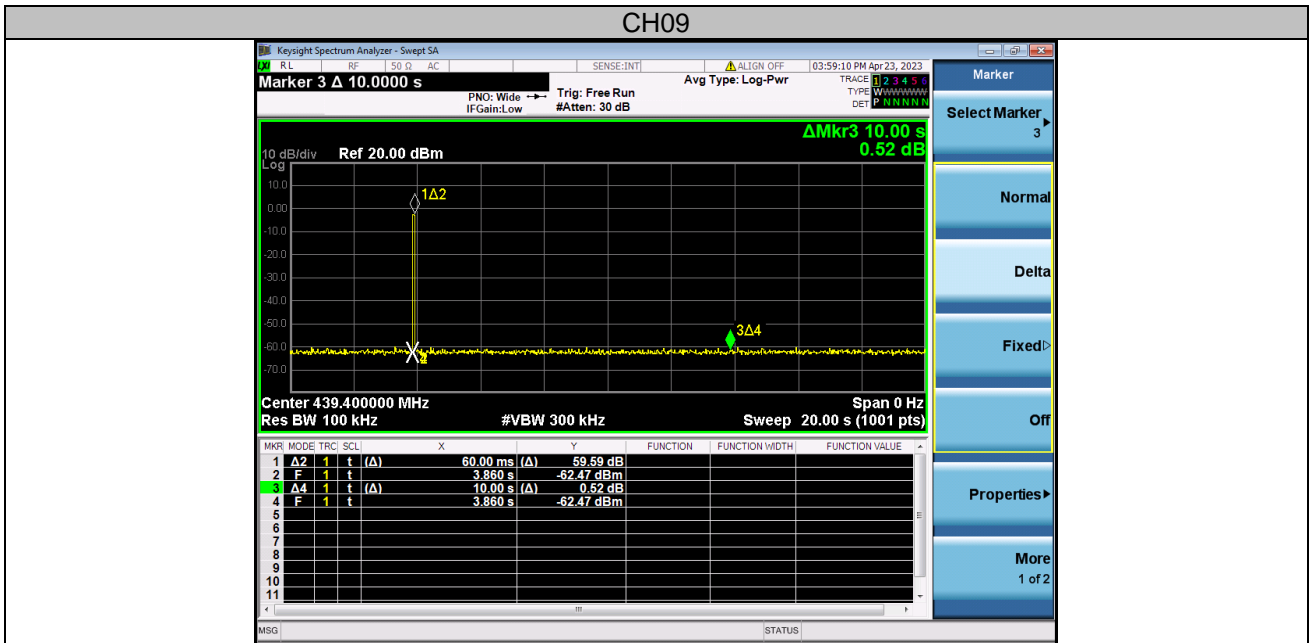 CH09
Keysight Spectrum Analyzer - Swept SA
LXI RL RF 50 Ω AC SENSE:INT ALIGN OFF 03:59:10 PM Apr 23, 2023
Marker 3 Δ 10.0000 s
PNO: Wide
IFGain:Low
Trig: Free Run
#Atten: 30 dB
Avg Type: Log-Pwr
TRACE 1 2 3 4 5 6
TYPE WWWWWW
DET P N N N N N
ΔMkr3 10.00 s
0.52 dB
10 dB/div Ref 20.00 dBm
Log
10.0
0.00
-10.0
-20.0
-30.0
-40.0
-50.0
-60.0
-70.0
1Δ2
3Δ4
Center 439.400000 MHz Span 0 Hz
Res BW 100 kHz #VBW 300 kHz Sweep 20.00 s (1001 pts)
MKR MODE TRC SCL X Y FUNCTION FUNCTION WIDTH FUNCTION VALUE
1 Δ2 1 t (Δ) 60.00 ms (Δ) 59.59 dB
2 F 1 t 3.860 s -62.47 dBm
3 Δ4 1 t (Δ) 10.00 s (Δ) 0.52 dB
4 F 1 t 3.860 s -62.47 dBm
5
6
7
8
9
10
11
MSG STATUS
Marker
Select Marker
3
Normal
Delta
Fixed
Off
Properties
More
1 of 2